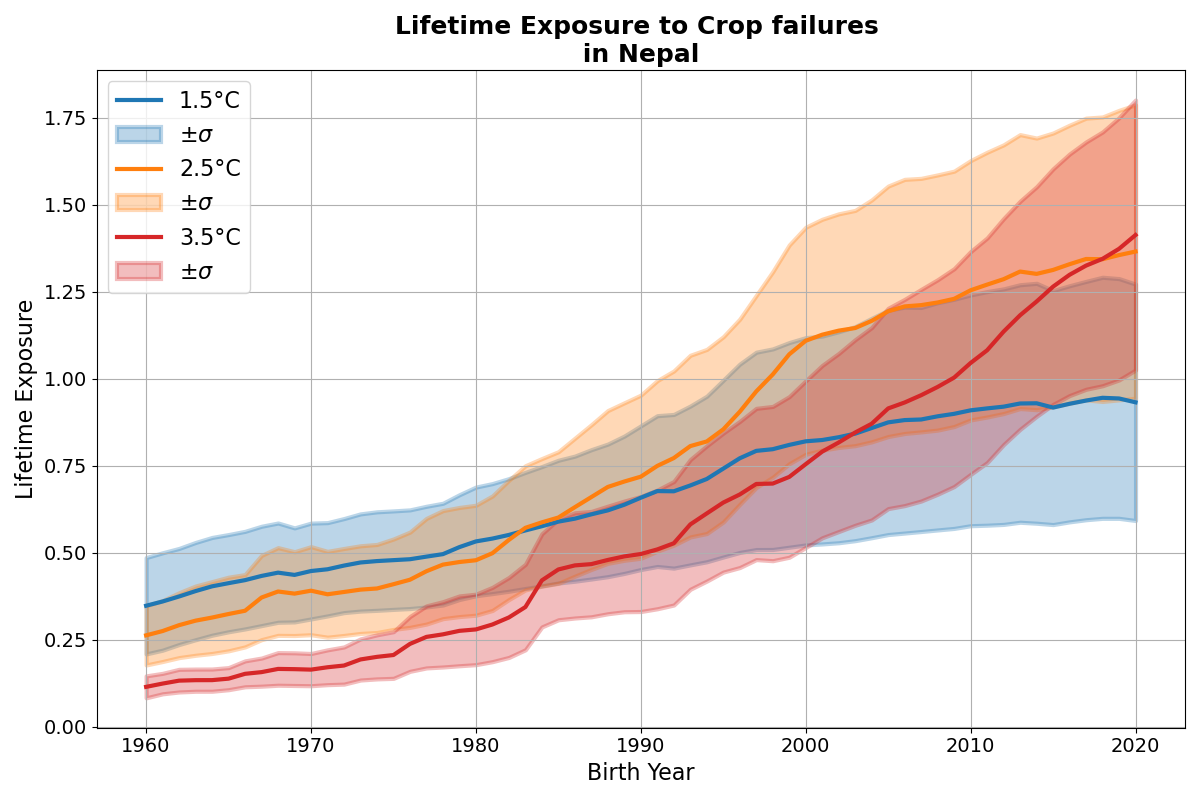 Lifetime Exposure to Crop failures
in Nepal
1.5°C
±σ
2.5°C
±σ
3.5°C
±σ
Lifetime Exposure
1.75
1.50
1.25
1.00
0.75
0.50
0.25
0.00
1960 1970 1980 1990 2000 2010 2020
Birth Year